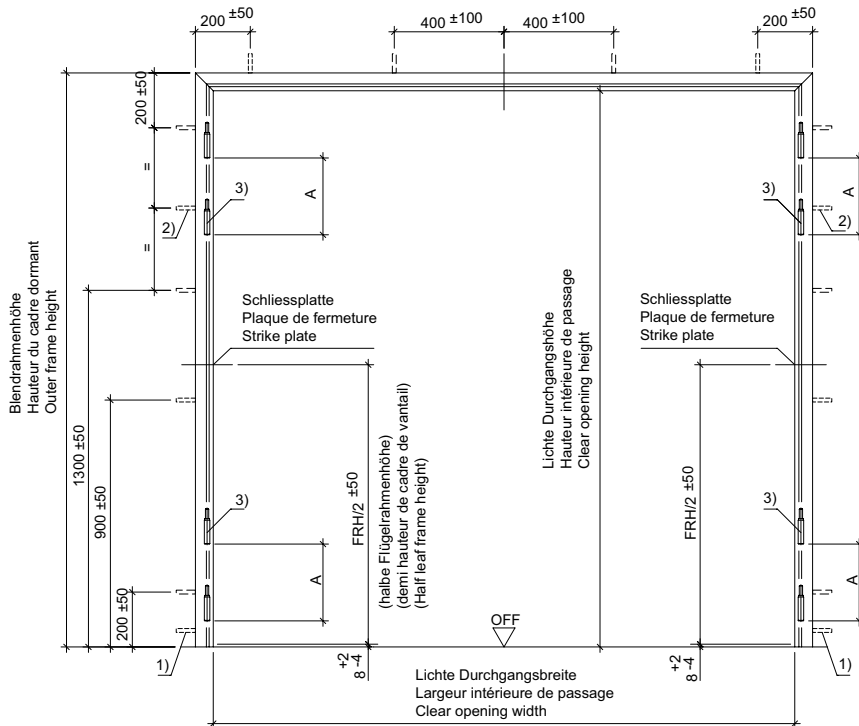 200 ±50
400 ±100
400 ±100
200 ±50
200 ±50
=
=
A
A
3)
3)
2)
2)
Blendrahmenhöhe
Hauteur du cadre dormant
Outer frame height
Schliessplatte
Plaque de fermeture
Strike plate
Schliessplatte
Plaque de fermeture
Strike plate
Lichte Durchgangshöhe
Hauteur intérieure de passage
Clear opening height
1300 ±50
900 ±50
200 ±50
FRH/2 ±50
(halbe Flügelrahmenhöhe)
(demi hauteur de cadre de vantail)
(Half leaf frame height)
FRH/2 ±50
3)
3)
A
A
OFF
1)
1)
8 +2 -4
8 +2 -4
Lichte Durchgangsbreite
Largeur intérieure de passage
Clear opening width